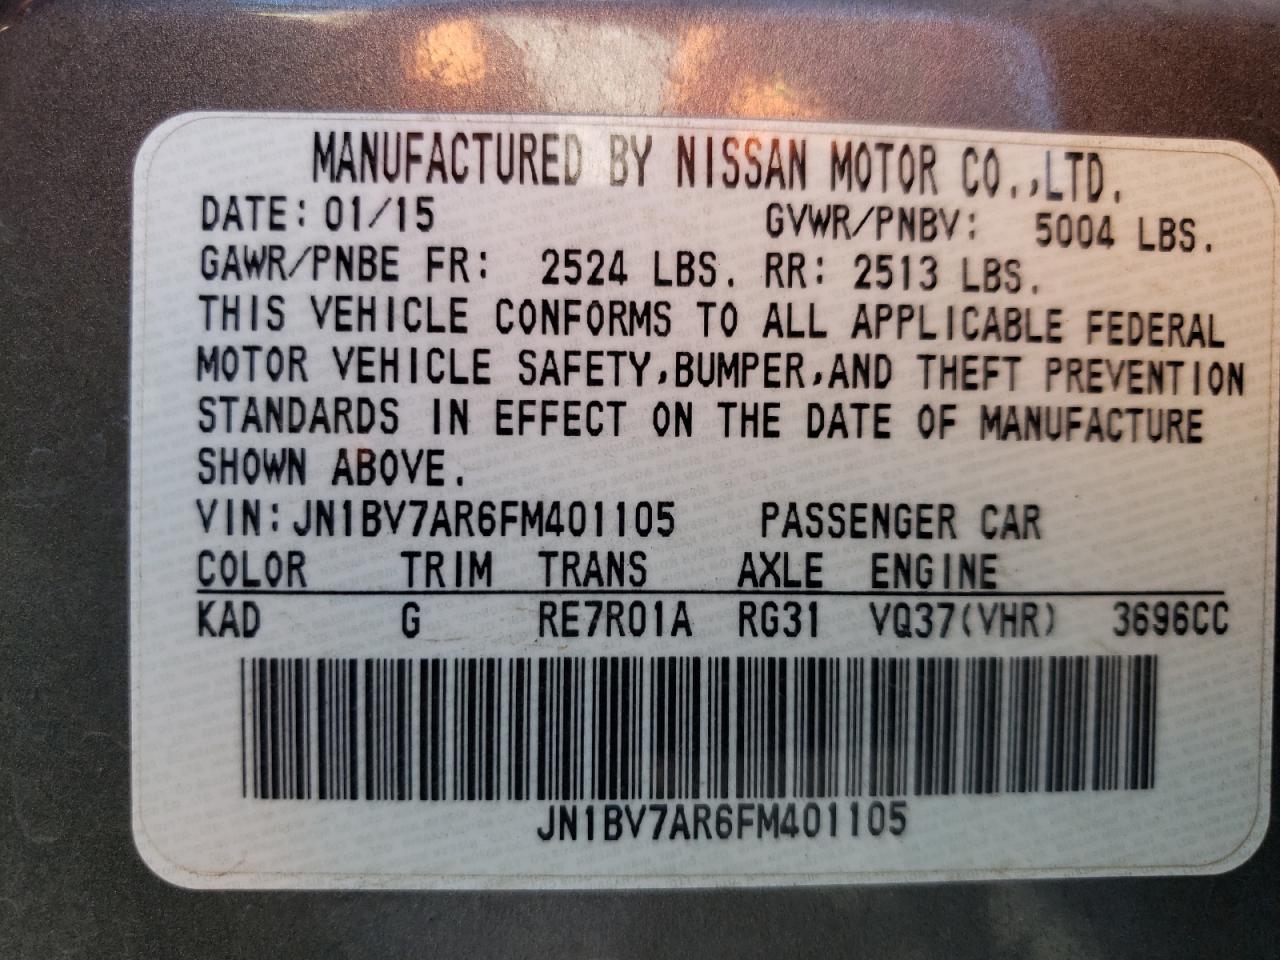 MANUFACTURED BY NISSAN MOTOR CO.,LTD.
DATE: 01/15 GVWR/PNBV: 5004 LBS.
GAWR/PNBE FR: 2524 LBS. RR: 2513 LBS.
THIS VEHICLE CONFORMS TO ALL APPLICABLE FEDERAL
MOTOR VEHICLE SAFETY,BUMPER,AND THEFT PREVENTION
STANDARDS IN EFFECT ON THE DATE OF MANUFACTURE
SHOWN ABOVE.
VIN: JN1BV7AR6FM401105 PASSENGER CAR
COLOR TRIM TRANS AXLE ENGINE
KAD G RE7R01A RG31 VQ37(VHR) 3696CC
JN1BV7AR6FM401105